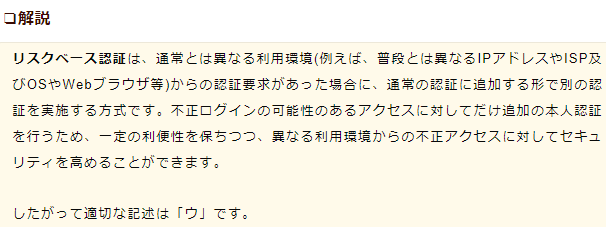 ❏解説
リスクベース認証は、通常とは異なる利用環境(例えば、普段とは異なるIPアドレスやISP及
びOSやWebブラウザ等)からの認証要求があった場合に、通常の認証に追加する形で別の認
証を実施する方式です。不正ログインの可能性のあるアクセスに対してだけ追加の本人認証
を行うため、一定の利便性を保ちつつ、異なる利用環境からの不正アクセスに対してセキュ
リティを高めることができます。
したがって適切な記述は「ウ」です。